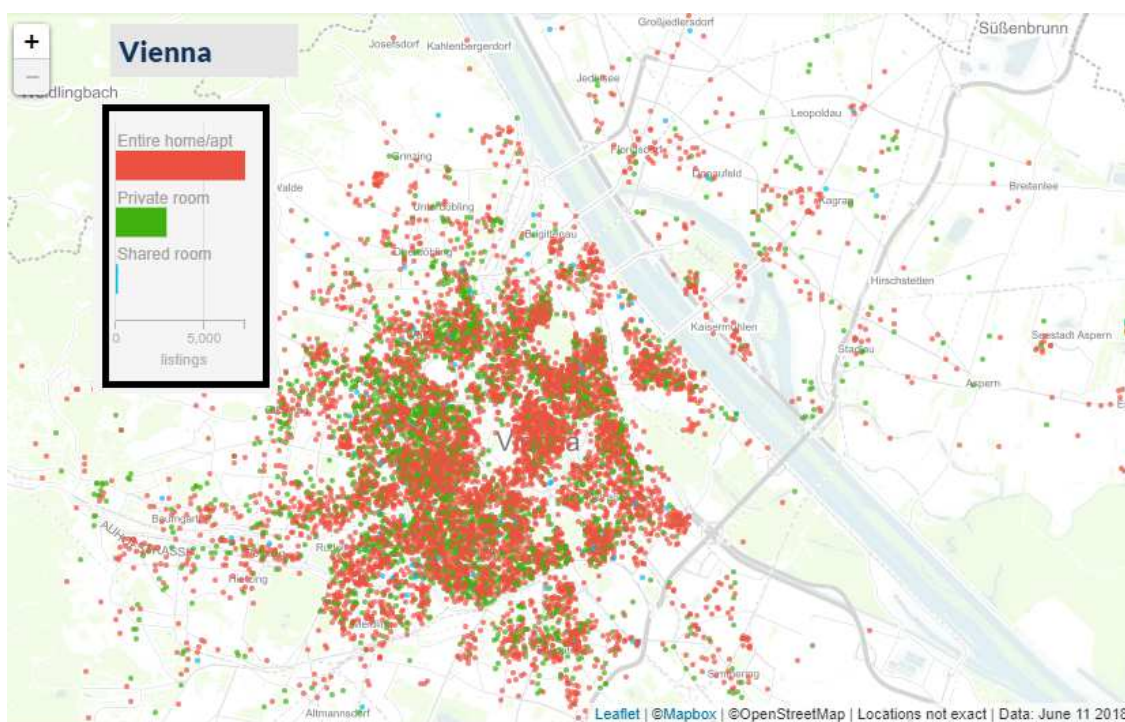 +
−
Vienna
Entire home/apt
Private room
Shared room
0 5,000
listings
Großjedlersdorf
Süßenbrunn
Josefsdorf
Kahlenbergerdorf
Jedlesee
Leopoldau
Grinzing
Donaufeld
Breitenlee
Kagran
Unterdöbling
Oberdöbling
Brigittenau
Hirschstetten
Kaisermühlen
Stadlau
Seestadt Aspern
Aspern
Vienna
Hietzing
Simmering
Altmannsdorf
Leaflet | ©Mapbox | ©OpenStreetMap | Locations not exact | Data: June 11 2018